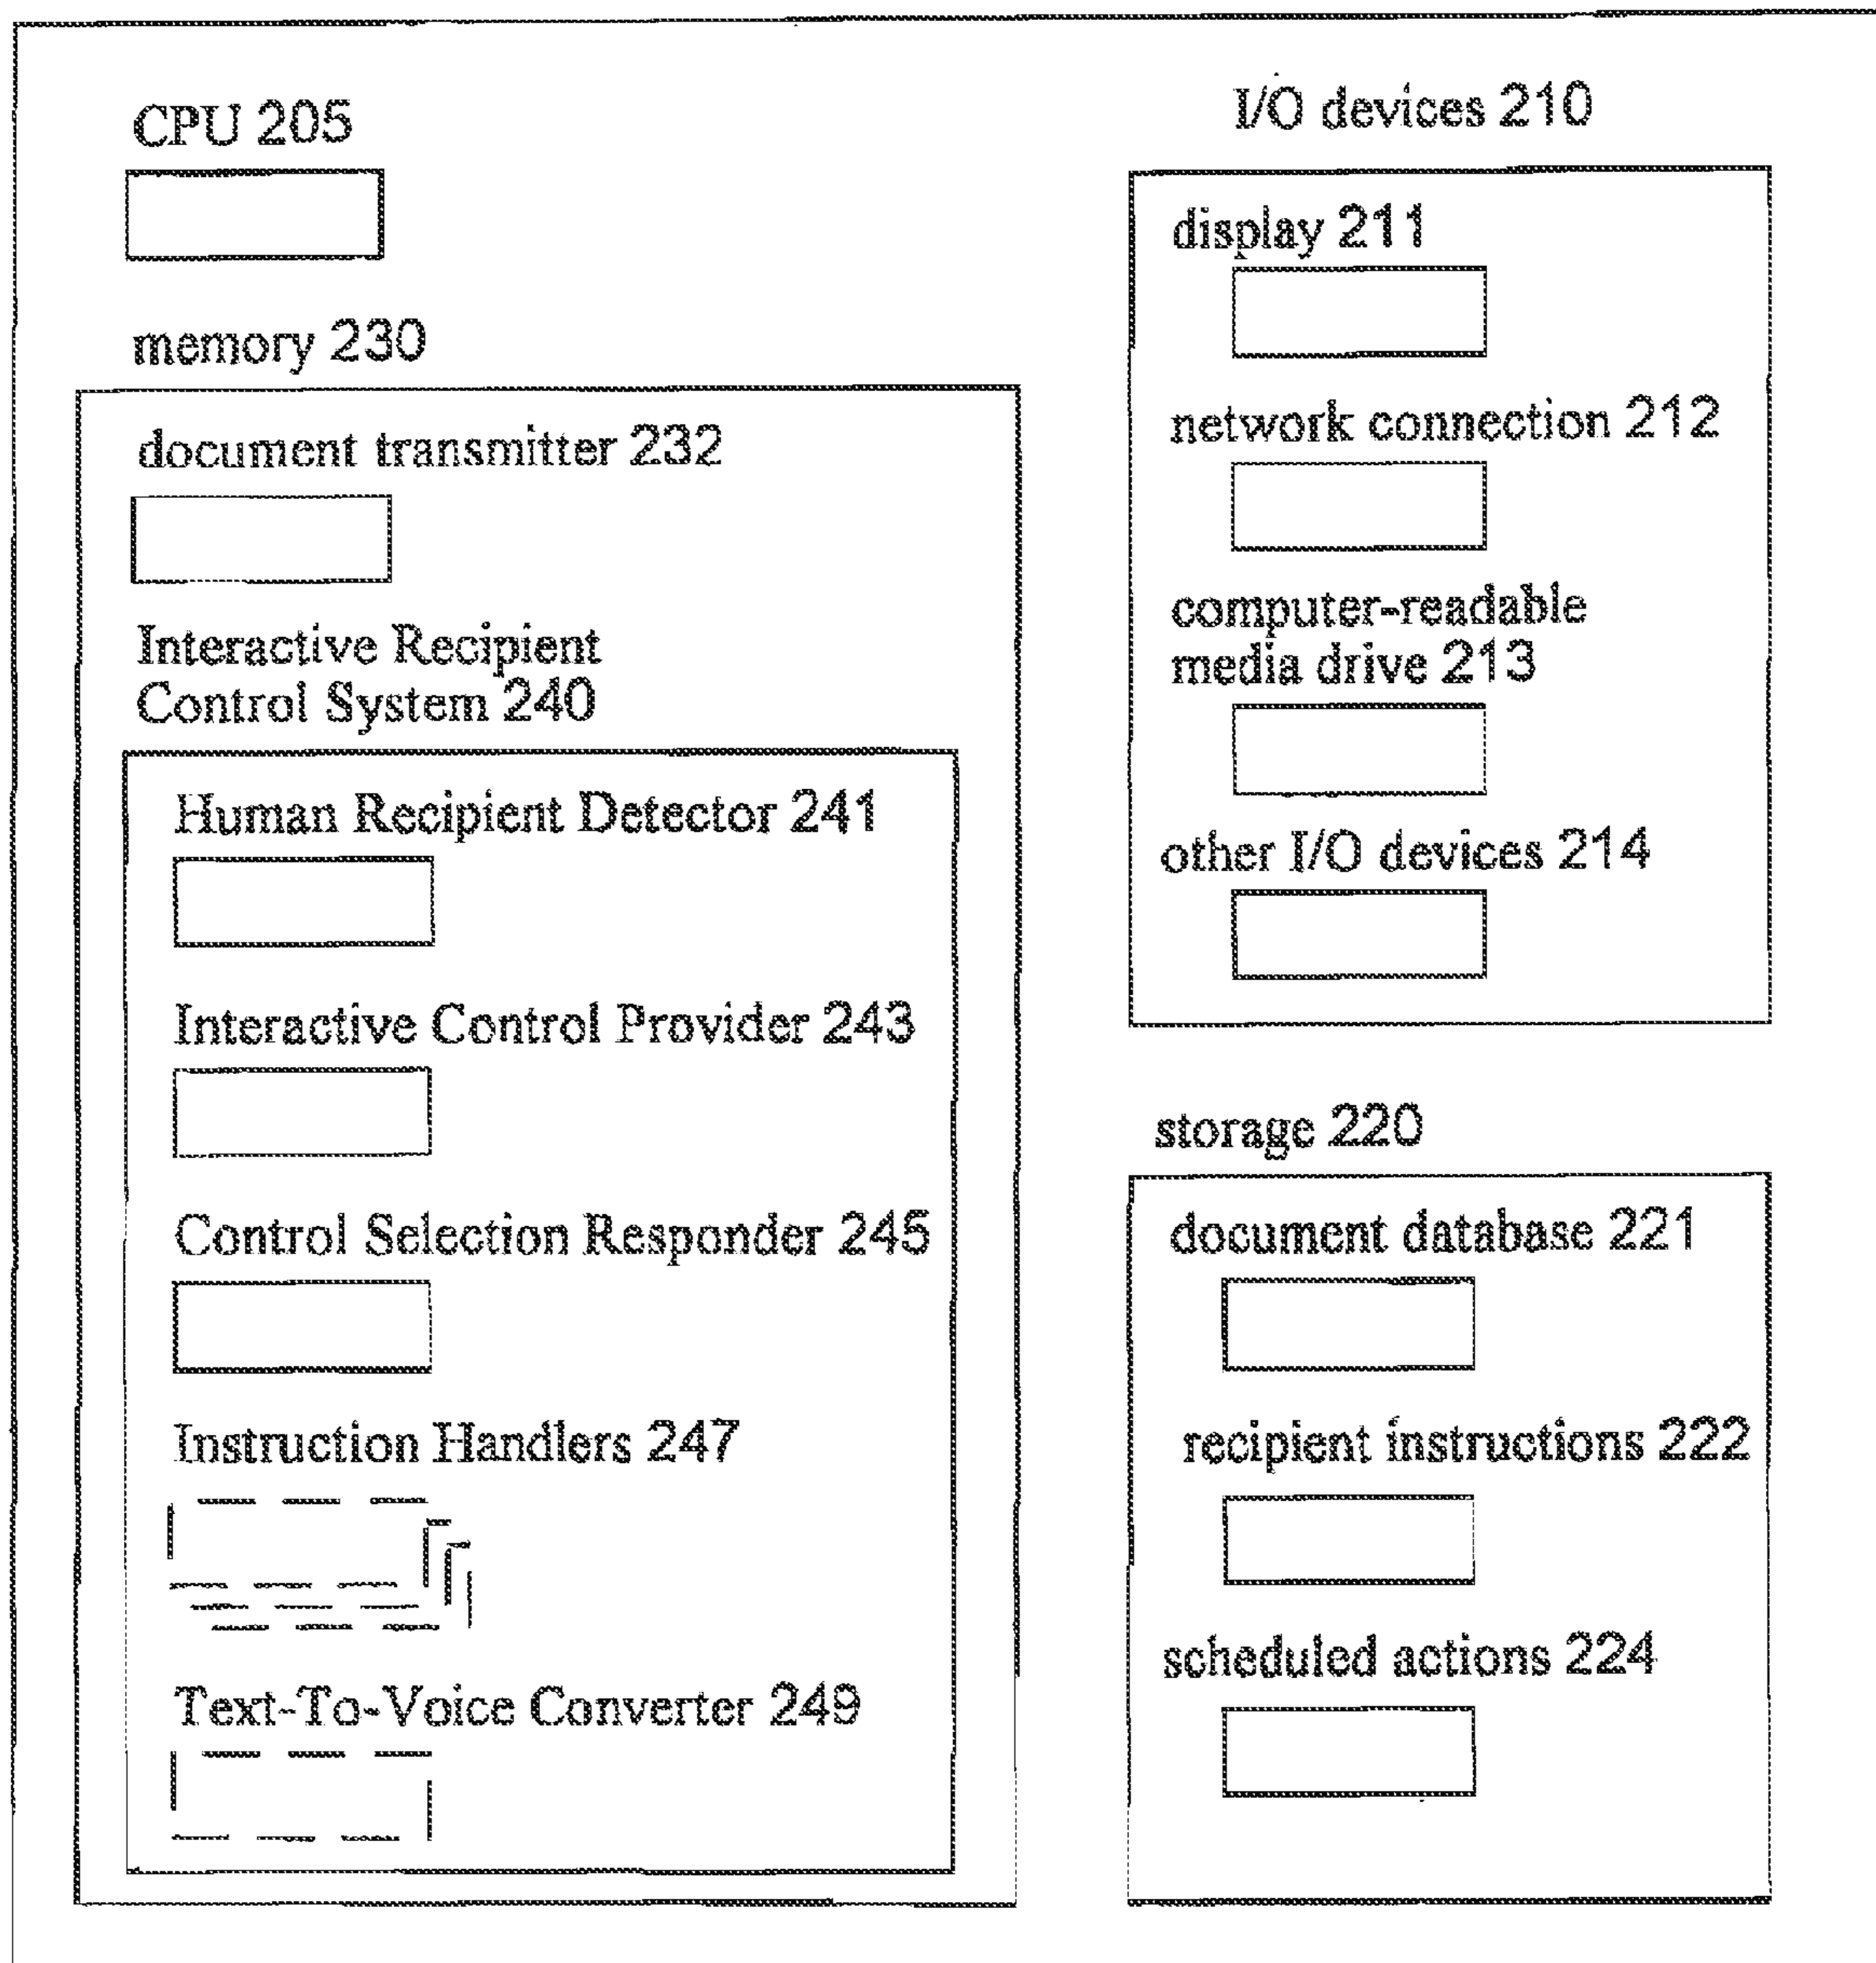 CPU 205
memory 230
document transmitter 232
Interactive Recipient
Control System 240
Human Recipient Detector 241
Interactive Control Provider 243
Control Selection Responder 245
Instruction Handlers 247
Text-To-Voice Converter 249
I/O devices 210
display 211
network connection 212
computer-readable
media drive 213
other I/O devices 214
storage 220
document database 221
recipient instructions 222
scheduled actions 224